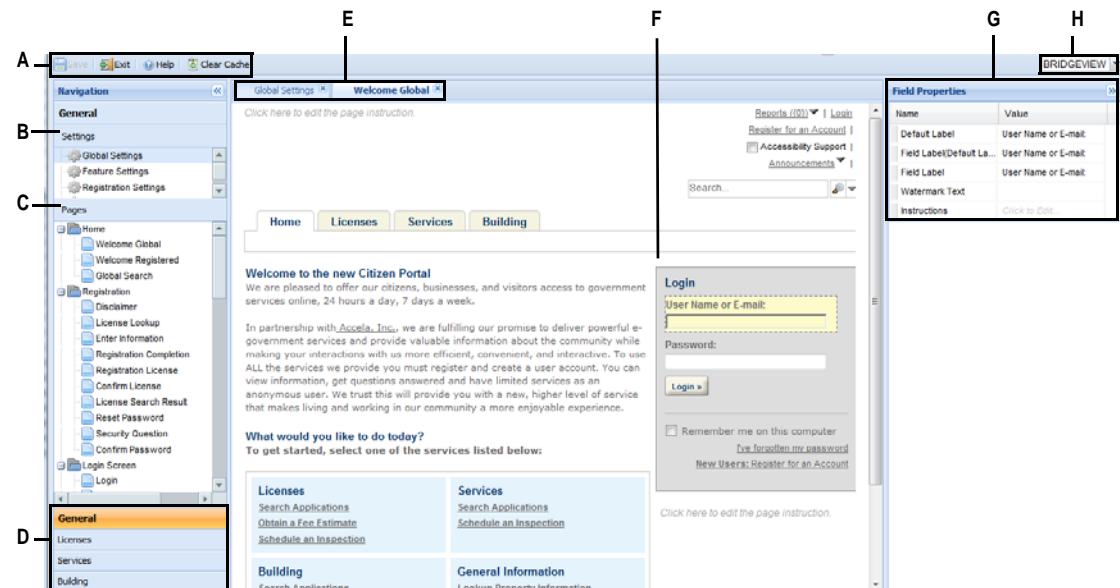 E
F
G
H
A
Save
Exit
Help
Clear Cache
BRIDGEVIEW
Navigation
General
B
Settings
Global Settings
Feature Settings
Registration Settings
C
Pages
Home
Welcome Global
Welcome Registered
Global Search
Registration
Disclaimer
License Lookup
Enter Information
Registration Completion
Registration License
Confirm License
License Search Result
Reset Password
Security Question
Confirm Password
Login Screen
Login
General
D
Licenses
Services
Building
Global Settings
Welcome Global
Click here to edit the page instruction.
Reports ((0)) | Login
Register for an Account |
Accessibility Support |
Announcements |
Search...
Home
Licenses
Services
Building
Welcome to the new Citizen Portal
We are pleased to offer our citizens, businesses, and visitors access to government
services online, 24 hours a day, 7 days a week.
In partnership with Accela, Inc., we are fulfilling our promise to deliver powerful e-
government services and provide valuable information about the community while
making your interactions with us more efficient, convenient, and interactive. To use
ALL the services we provide you must register and create a user account. You can
view information, get questions answered and have limited services as an
anonymous user. We trust this will provide you with a new, higher level of service
that makes living and working in our community a more enjoyable experience.
What would you like to do today?
To get started, select one of the services listed below:
Licenses
Search Applications
Obtain a Fee Estimate
Schedule an Inspection
Services
Search Applications
Schedule an Inspection
Building
Search Applications
General Information
Lookup Property Information
Login
User Name or E-mail:
Password:
Login »
Remember me on this computer
I've forgotten my password
New Users: Register for an Account
Click here to edit the page instruction.
Field Properties
Name Value
Default Label User Name or E-mail:
Field Label(Default La... User Name or E-mail:
Field Label User Name or E-mail:
Watermark Text
Instructions Click to Edit...